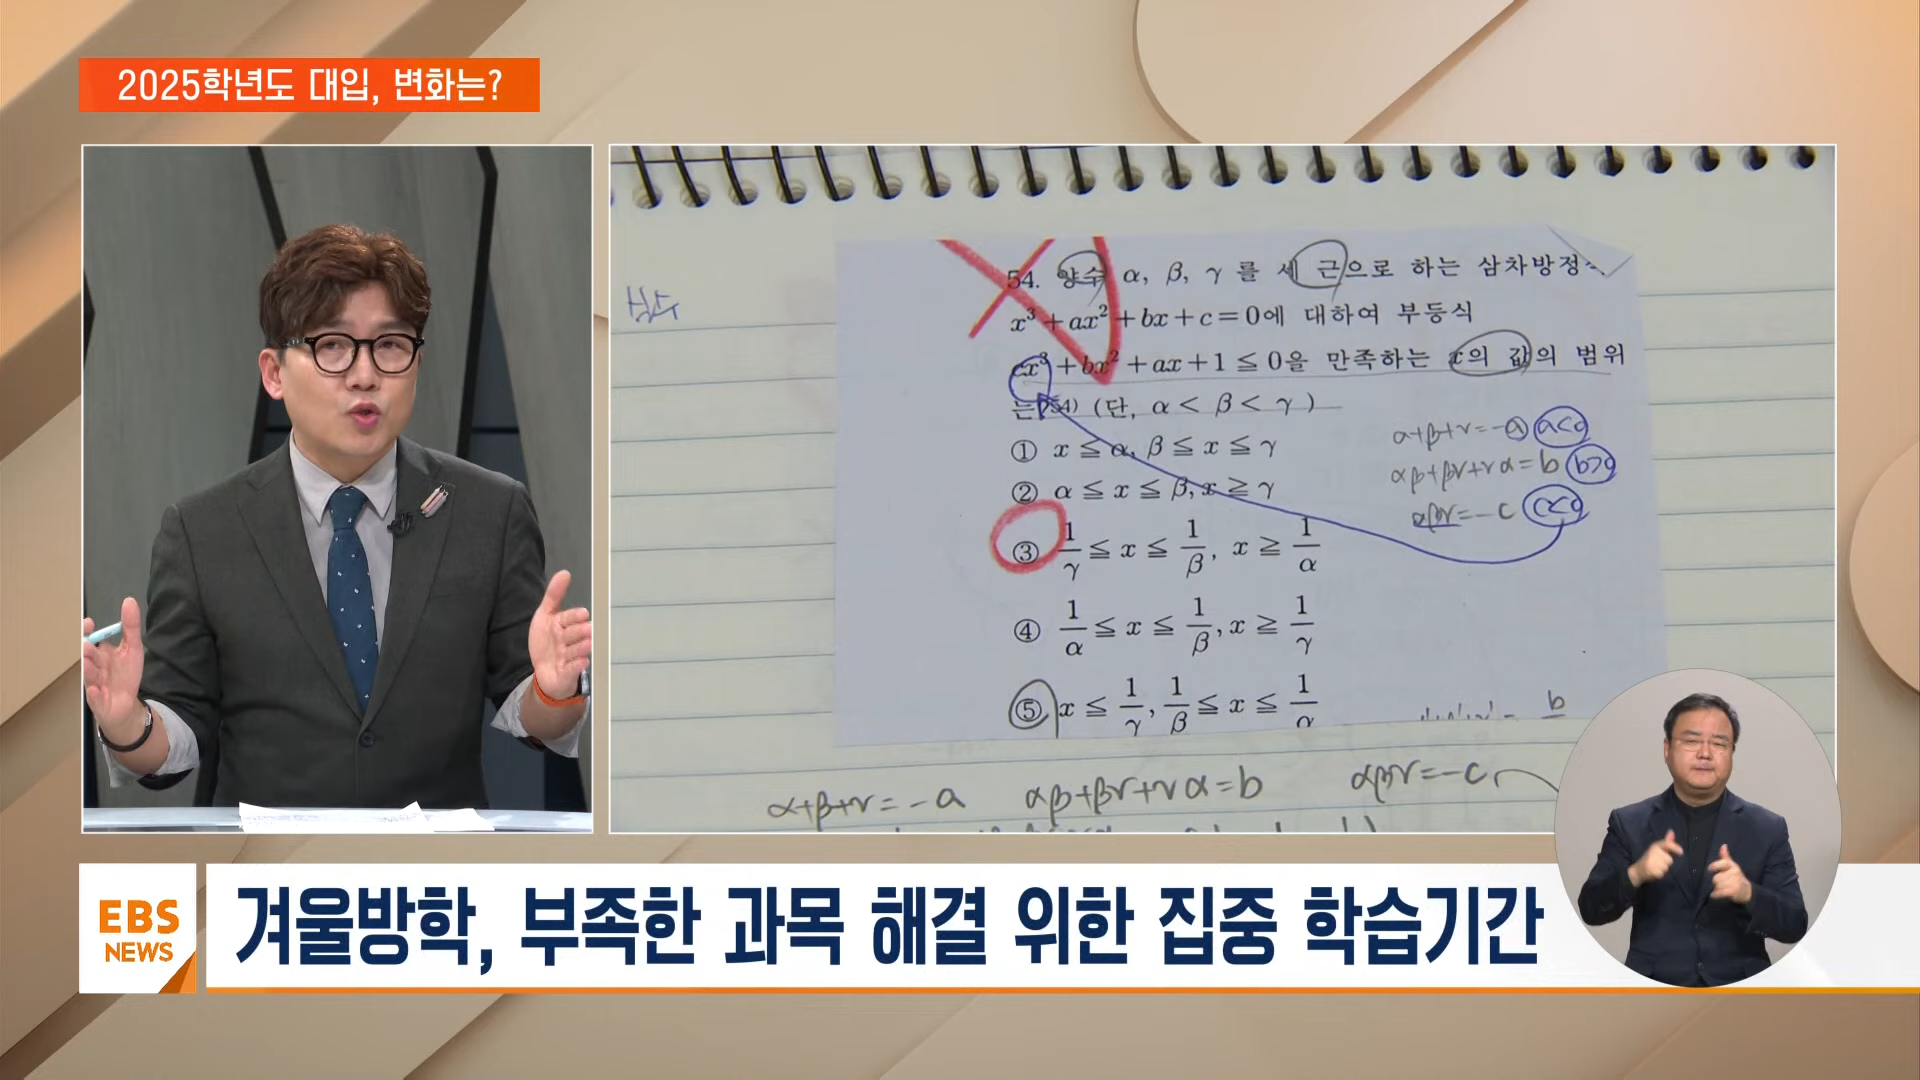 2025학년도 대입, 변화는?
54. 양수 α, β, γ 를 세 근으로 하는 삼차방정
x³+ax²+bx+c=0에 대하여 부등식
cx³+bx²+ax+1≦0을 만족하는 x의 값의 범위
는 (단, α< β< γ )
① x≦α, β≦x≦γ
② α≦x≦β, x≧γ
③ 1/γ≦x≦1/β, x≧1/α
④ 1/α≦x≦1/β, x≧1/γ
⑤ x≦1/γ, 1/β≦x≦1/α
α+β+γ=-a a<0
αβ+βγ+γα=b b>0
αβγ=-c c<0
b
α+β+γ=-a αβ+βγ+γα=b αβγ=-c
EBS
NEWS
겨울방학, 부족한 과목 해결 위한 집중 학습기간